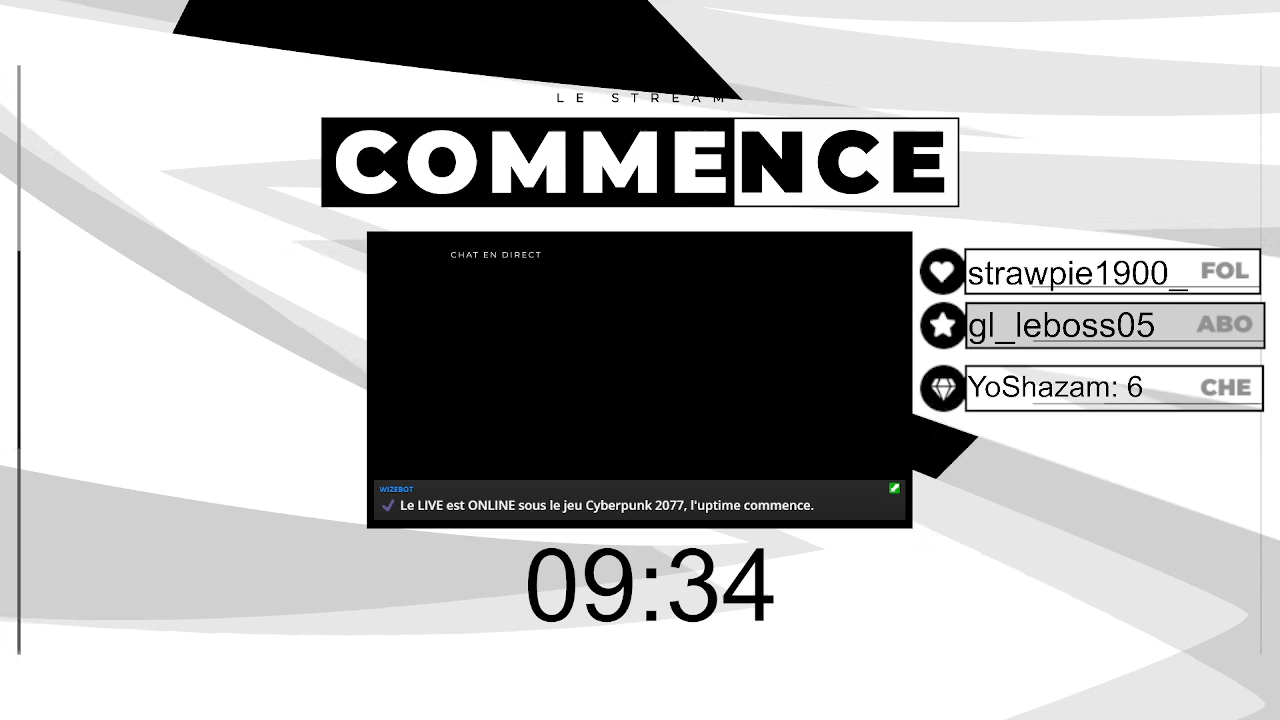 LE STREAM
COMMENCE
CHAT EN DIRECT
strawpie1900_ FOL
gl_leboss05 ABO
YoShazam: 6 CHE
WIZEBOT
Le LIVE est ONLINE sous le jeu Cyberpunk 2077, l'uptime commence.
09:34